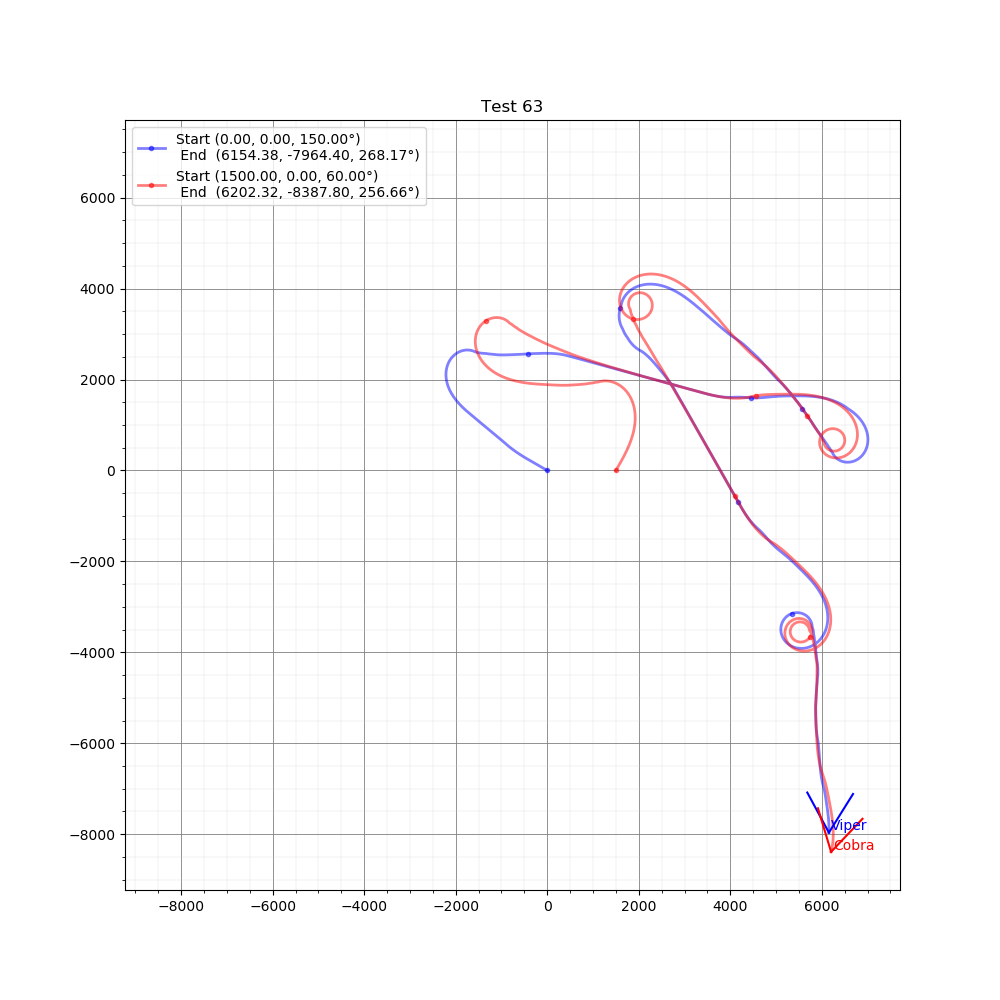 Test 63
Start (0.00, 0.00, 150.00°)
End (6154.38, -7964.40, 268.17°)
Start (1500.00, 0.00, 60.00°)
End (6202.32, -8387.80, 256.66°)
6000
4000
2000
0
−2000
−4000
−6000
−8000
Viper
Cobra
−8000 −6000 −4000 −2000 0 2000 4000 6000